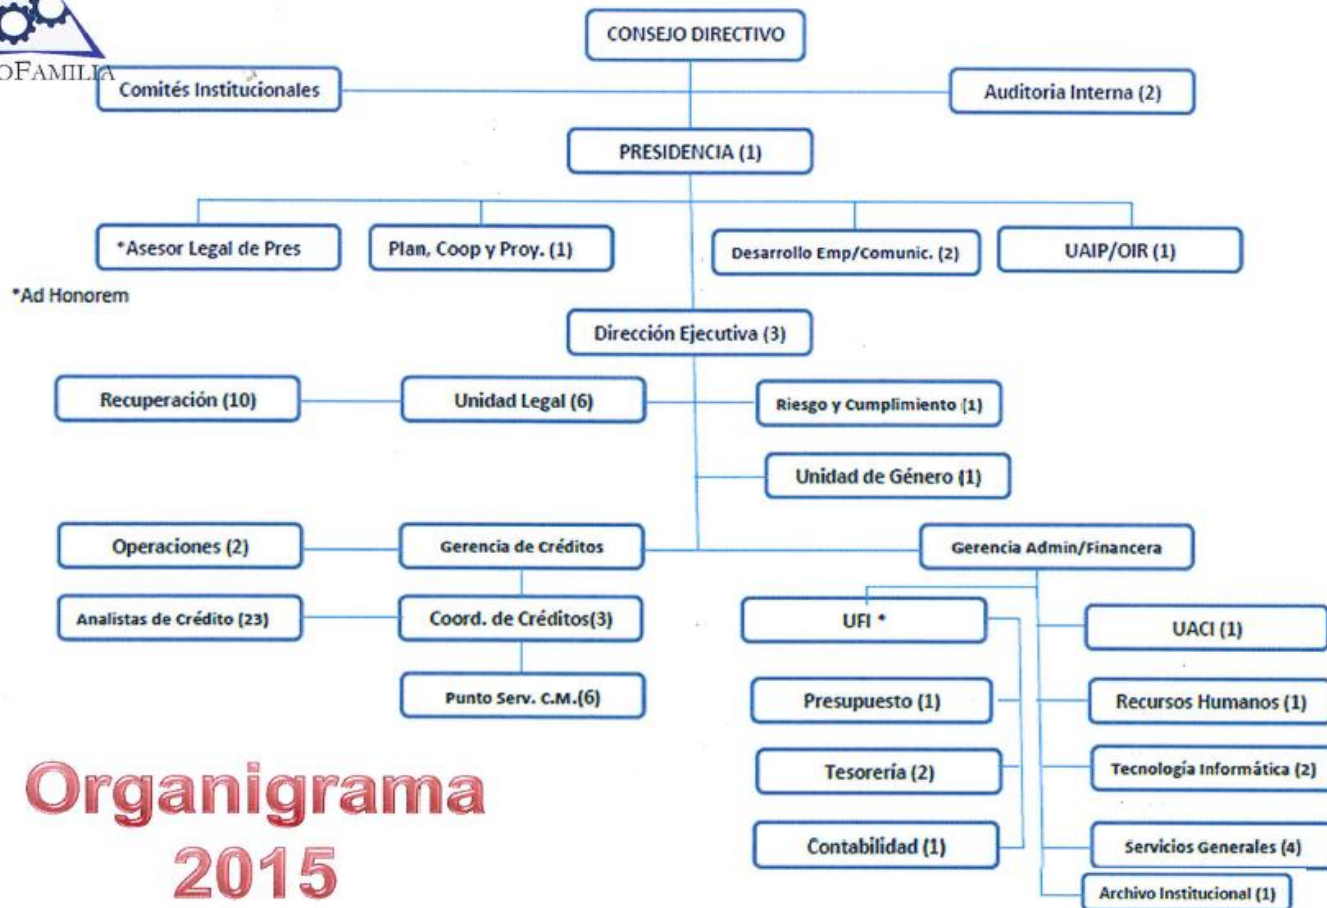 CONSEJO DIRECTIVO
OFAMILIA
Comités Institucionales
Auditoria Interna (2)
PRESIDENCIA (1)
*Asesor Legal de Pres
Plan, Coop y Proy. (1)
Desarrollo Emp/Comunic. (2)
UAIP/OIR (1)
*Ad Honorem
Dirección Ejecutiva (3)
Recuperación (10)
Unidad Legal (6)
Riesgo y Cumplimiento (1)
Unidad de Género (1)
Operaciones (2)
Gerencia de Créditos
Gerencia Admin/Financera
Analistas de Crédito (23)
Coord. de Créditos(3)
UFI *
UACI (1)
Punto Serv. C.M.(6)
Presupuesto (1)
Recursos Humanos (1)
Tesorería (2)
Tecnología Informática (2)
Contabilidad (1)
Servicios Generales (4)
Archivo Institucional (1)
Organigrama
2015